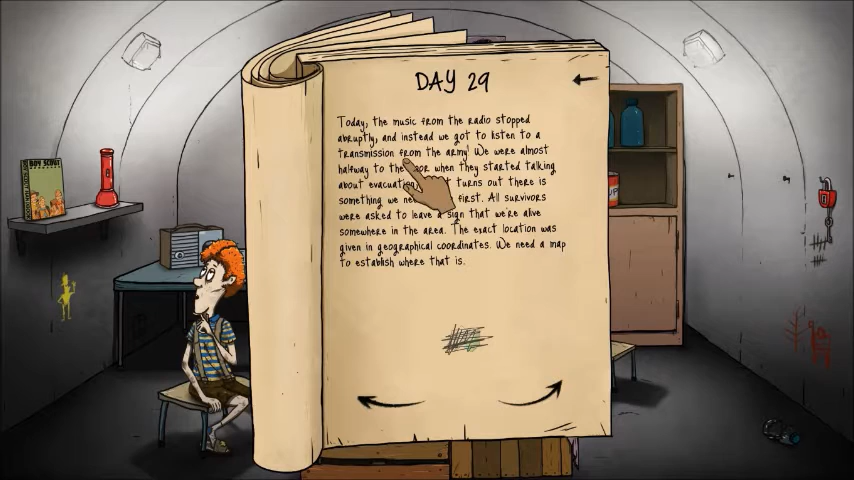 BOY SCOUT
DAY 29
Today, the music from the radio stopped
abruptly, and instead we got to listen to a
transmission from the army! We were almost
halfway to the when they started talking
about evacuation, turns out there is
something we first. All survivors
were asked to leave a sign that we're alive
somewhere in the area. The exact location was
given in geographical coordinates. We need a map
to establish where that is.